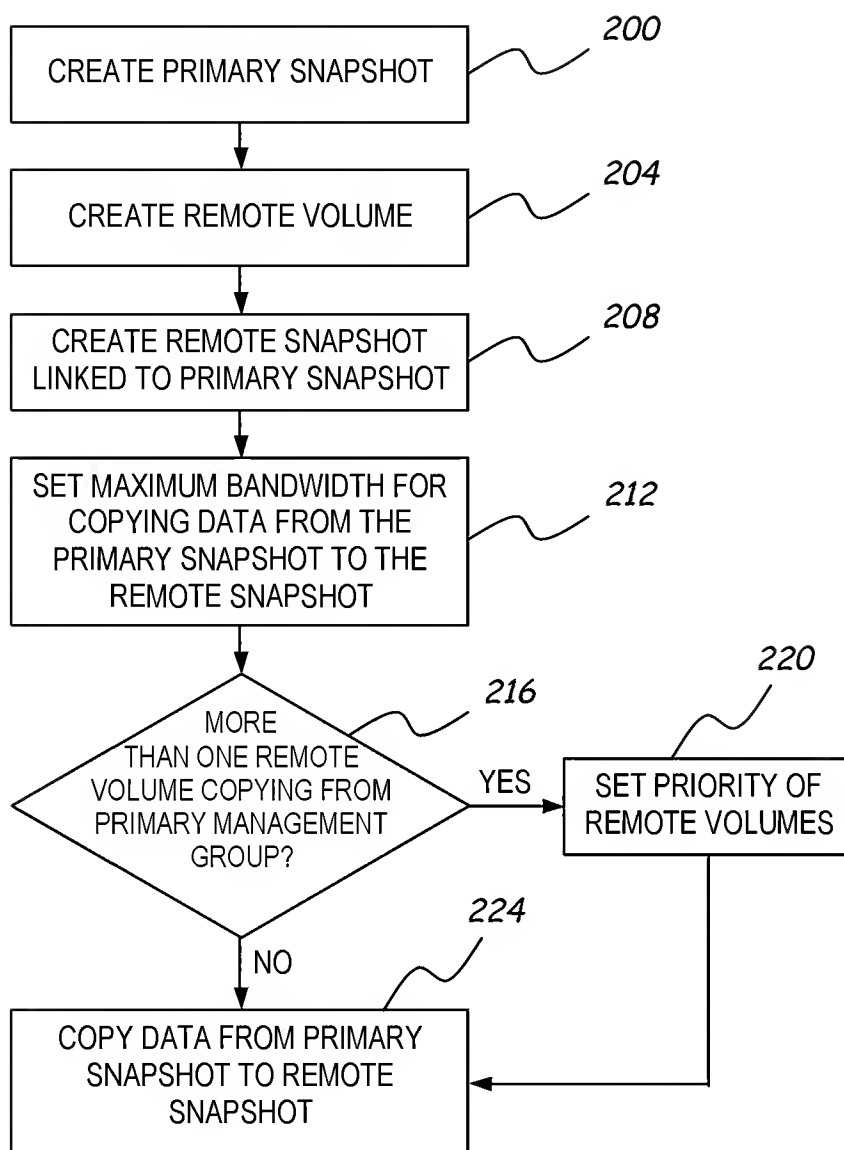 200
CREATE PRIMARY SNAPSHOT
204
CREATE REMOTE VOLUME
208
CREATE REMOTE SNAPSHOT
LINKED TO PRIMARY SNAPSHOT
212
SET MAXIMUM BANDWIDTH FOR
COPYING DATA FROM THE
PRIMARY SNAPSHOT TO THE
REMOTE SNAPSHOT
216
MORE
THAN ONE REMOTE
VOLUME COPYING FROM
PRIMARY MANAGEMENT
GROUP?
YES
220
SET PRIORITY OF
REMOTE VOLUMES
NO
224
COPY DATA FROM PRIMARY
SNAPSHOT TO REMOTE
SNAPSHOT